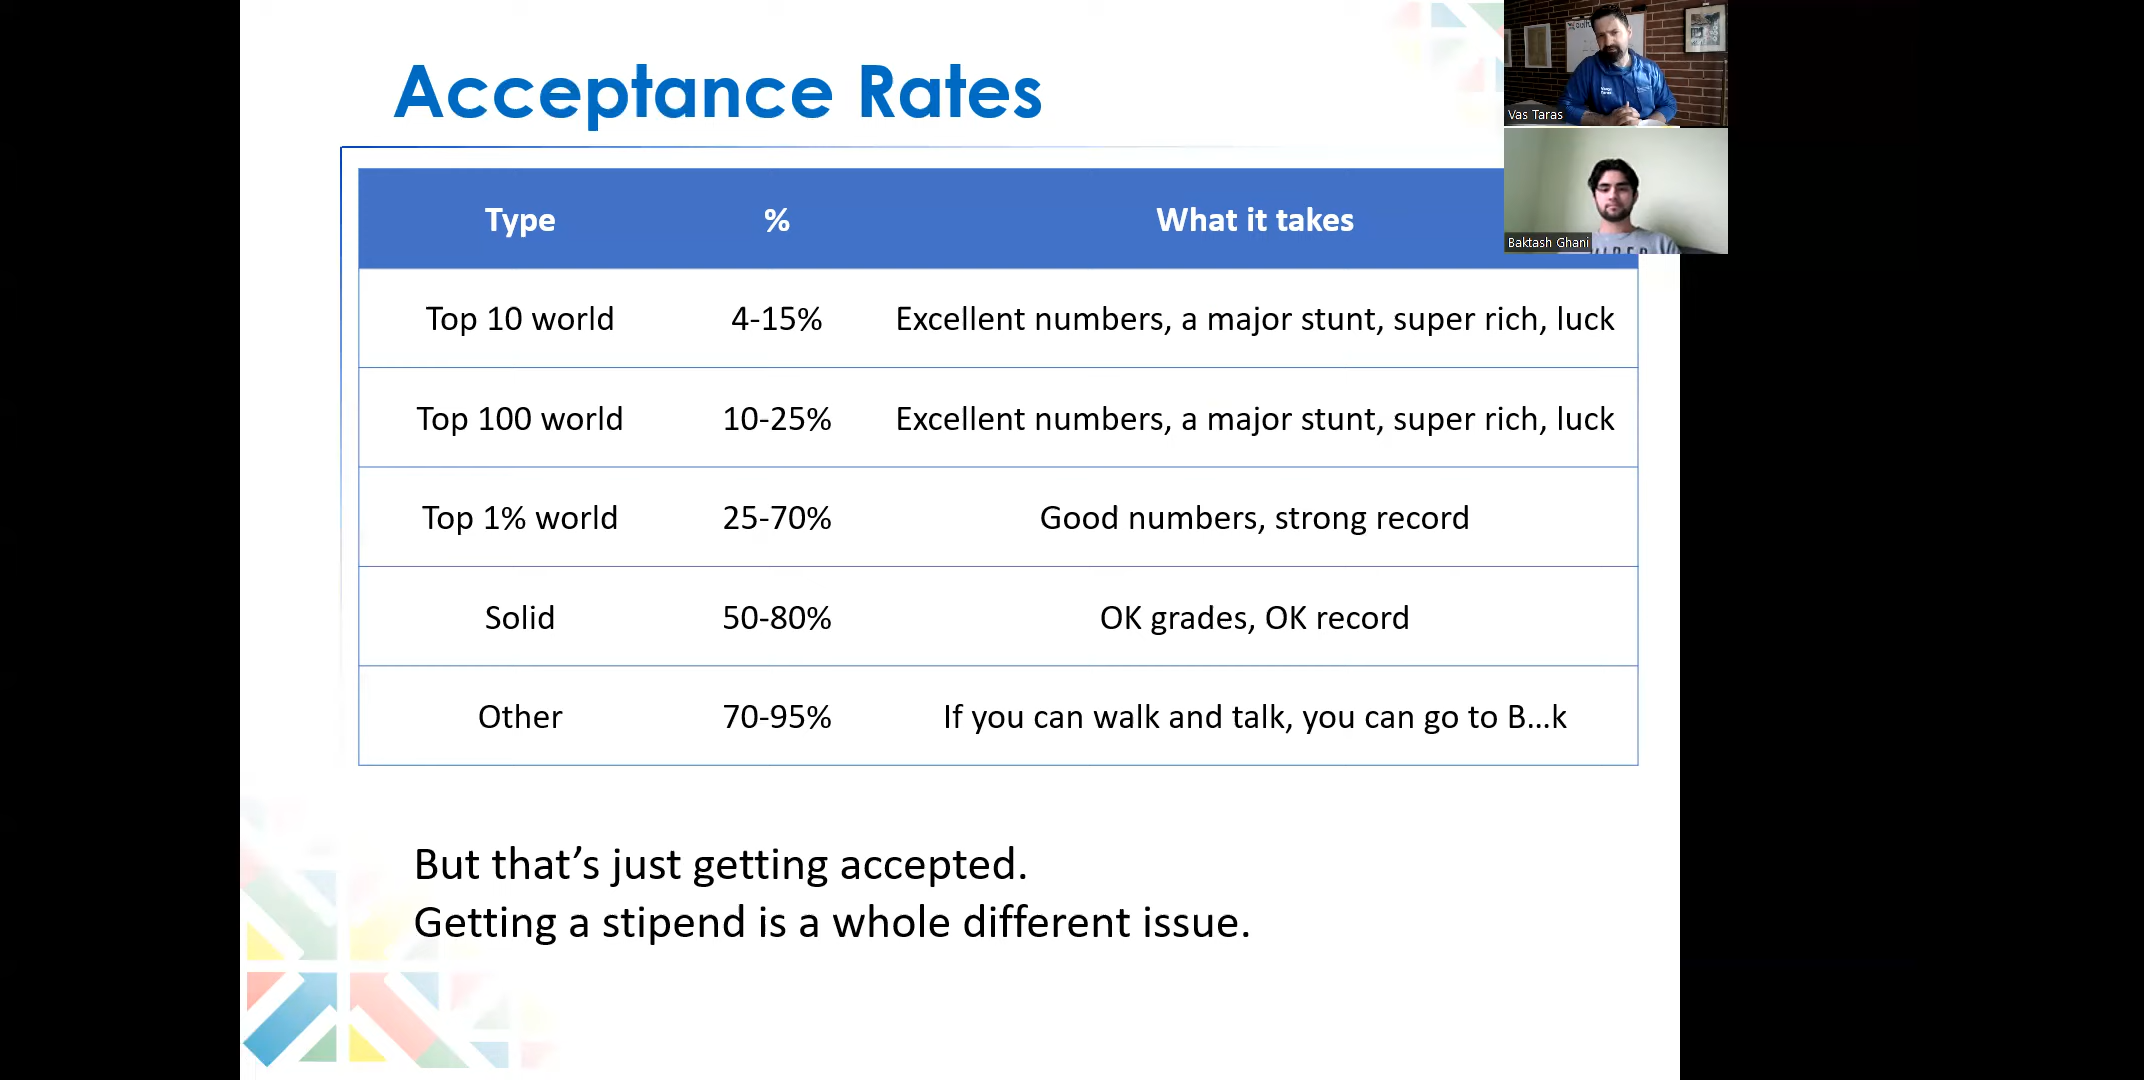 Acceptance Rates
Vas Taras
Baktash Ghani
Type % What it takes
Top 10 world 4-15% Excellent numbers, a major stunt, super rich, luck
Top 100 world 10-25% Excellent numbers, a major stunt, super rich, luck
Top 1% world 25-70% Good numbers, strong record
Solid 50-80% OK grades, OK record
Other 70-95% If you can walk and talk, you can go to B...k
But that’s just getting accepted.
Getting a stipend is a whole different issue.